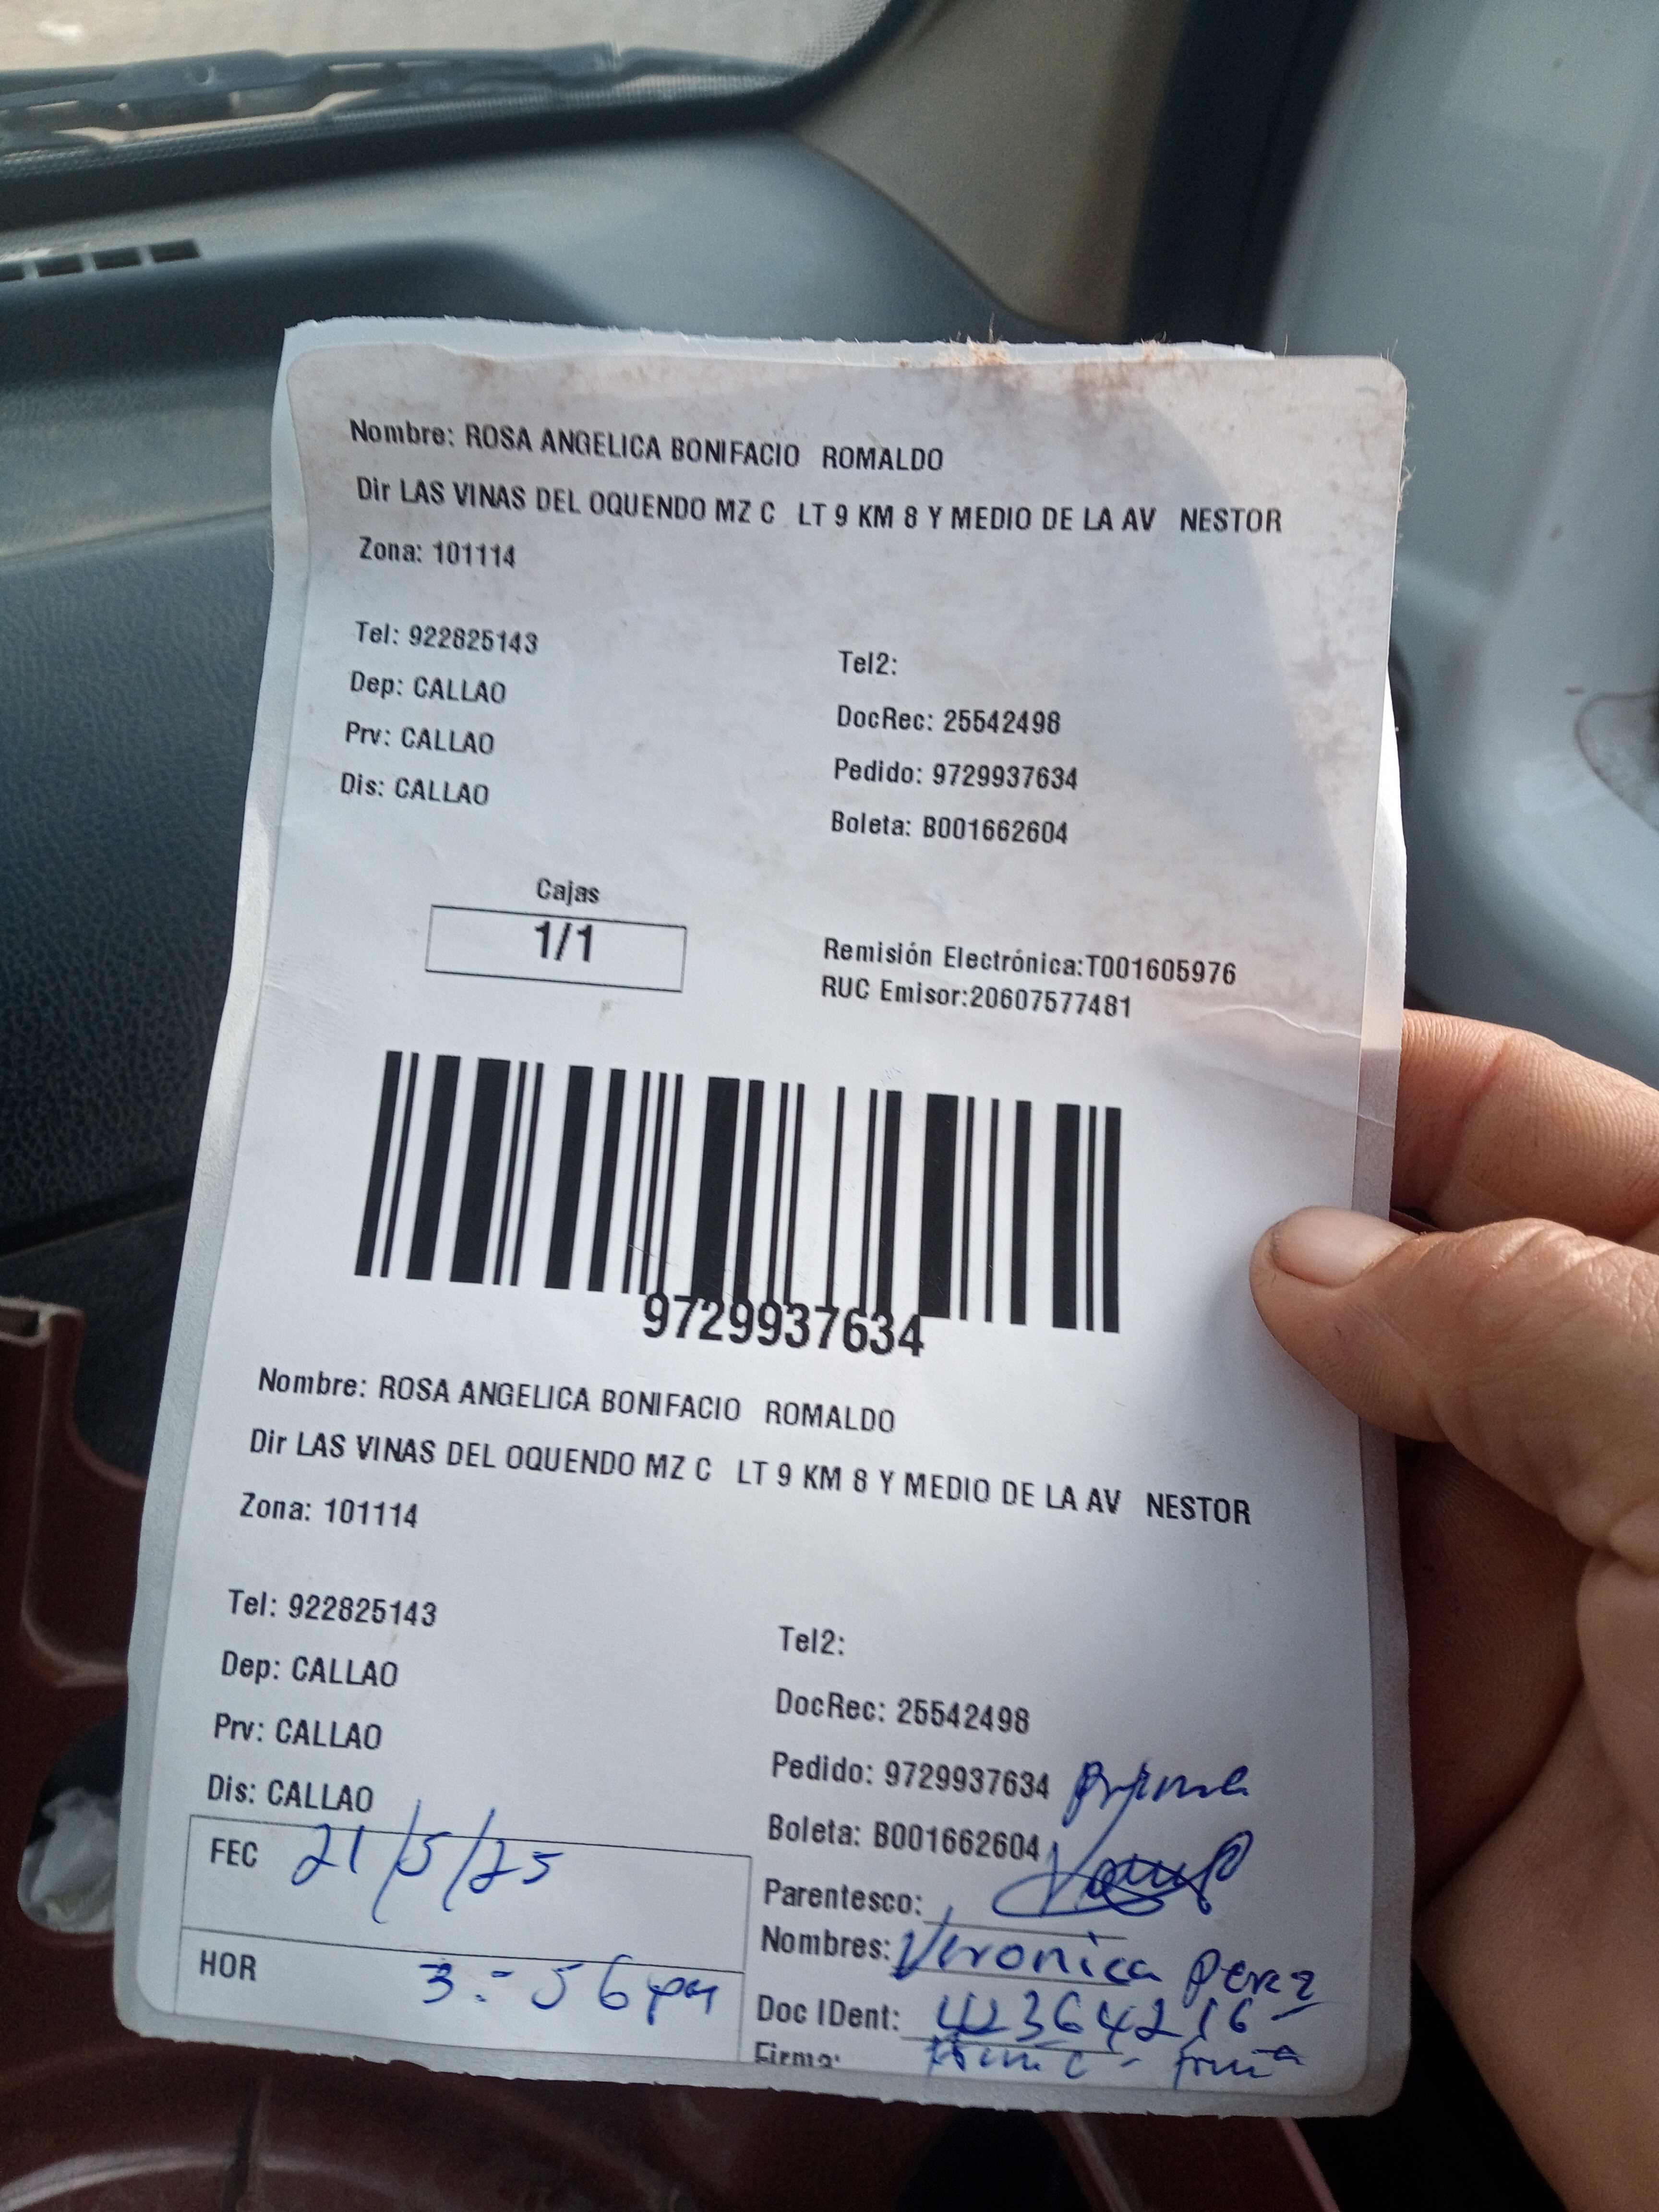 Nombre: ROSA ANGELICA BONIFACIO ROMALDO
Dir LAS VINAS DEL OQUENDO MZ C LT 9 KM 8 Y MEDIO DE LA AV NESTOR
Zona: 101114
Tel: 922825143
Tel2:
Dep: CALLAO
DocRec: 25542498
Prv: CALLAO
Pedido: 9729937634
Dis: CALLAO
Boleta: B001662604
Cajas
1/1
Remisión Electrónica:T001605976
RUC Emisor:20607577481
9729937634
Nombre: ROSA ANGELICA BONIFACIO ROMALDO
Dir LAS VINAS DEL OQUENDO MZ C LT 9 KM 8 Y MEDIO DE LA AV NESTOR
Zona: 101114
Tel: 922825143
Tel2:
Dep: CALLAO
DocRec: 25542498
Prv: CALLAO
Pedido: 9729937634
Dis: CALLAO
Boleta: B001662604
FEC 21/5/25
Parentesco:
Nombres: Veronica Perez
HOR 3:56 pm
Doc IDent:
Firma: